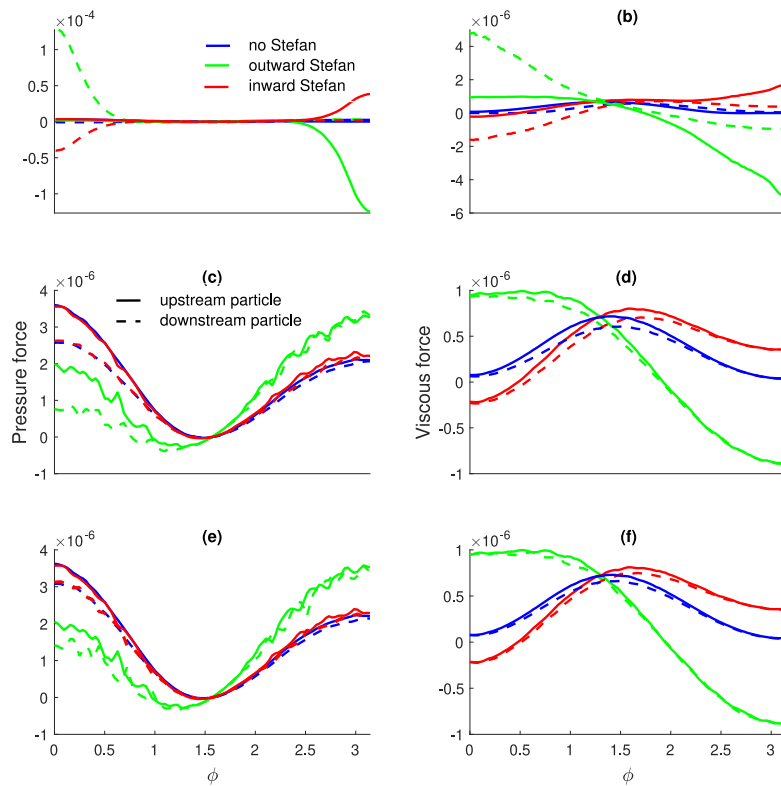 ×10⁻⁴
1
0.5
0
-0.5
-1
no Stefan
outward Stefan
inward Stefan
(b)
×10⁻⁶
4
2
0
-2
-4
-6
(c)
×10⁻⁶
4
3
2
1
0
-1
upstream particle
downstream particle
Pressure force
(d)
×10⁻⁶
1
0.5
0
-0.5
-1
Viscous force
(e)
×10⁻⁶
4
3
2
1
0
-1
0 0.5 1 1.5 2 2.5 3
ϕ
(f)
×10⁻⁶
1
0.5
0
-0.5
-1
0 0.5 1 1.5 2 2.5 3
ϕ